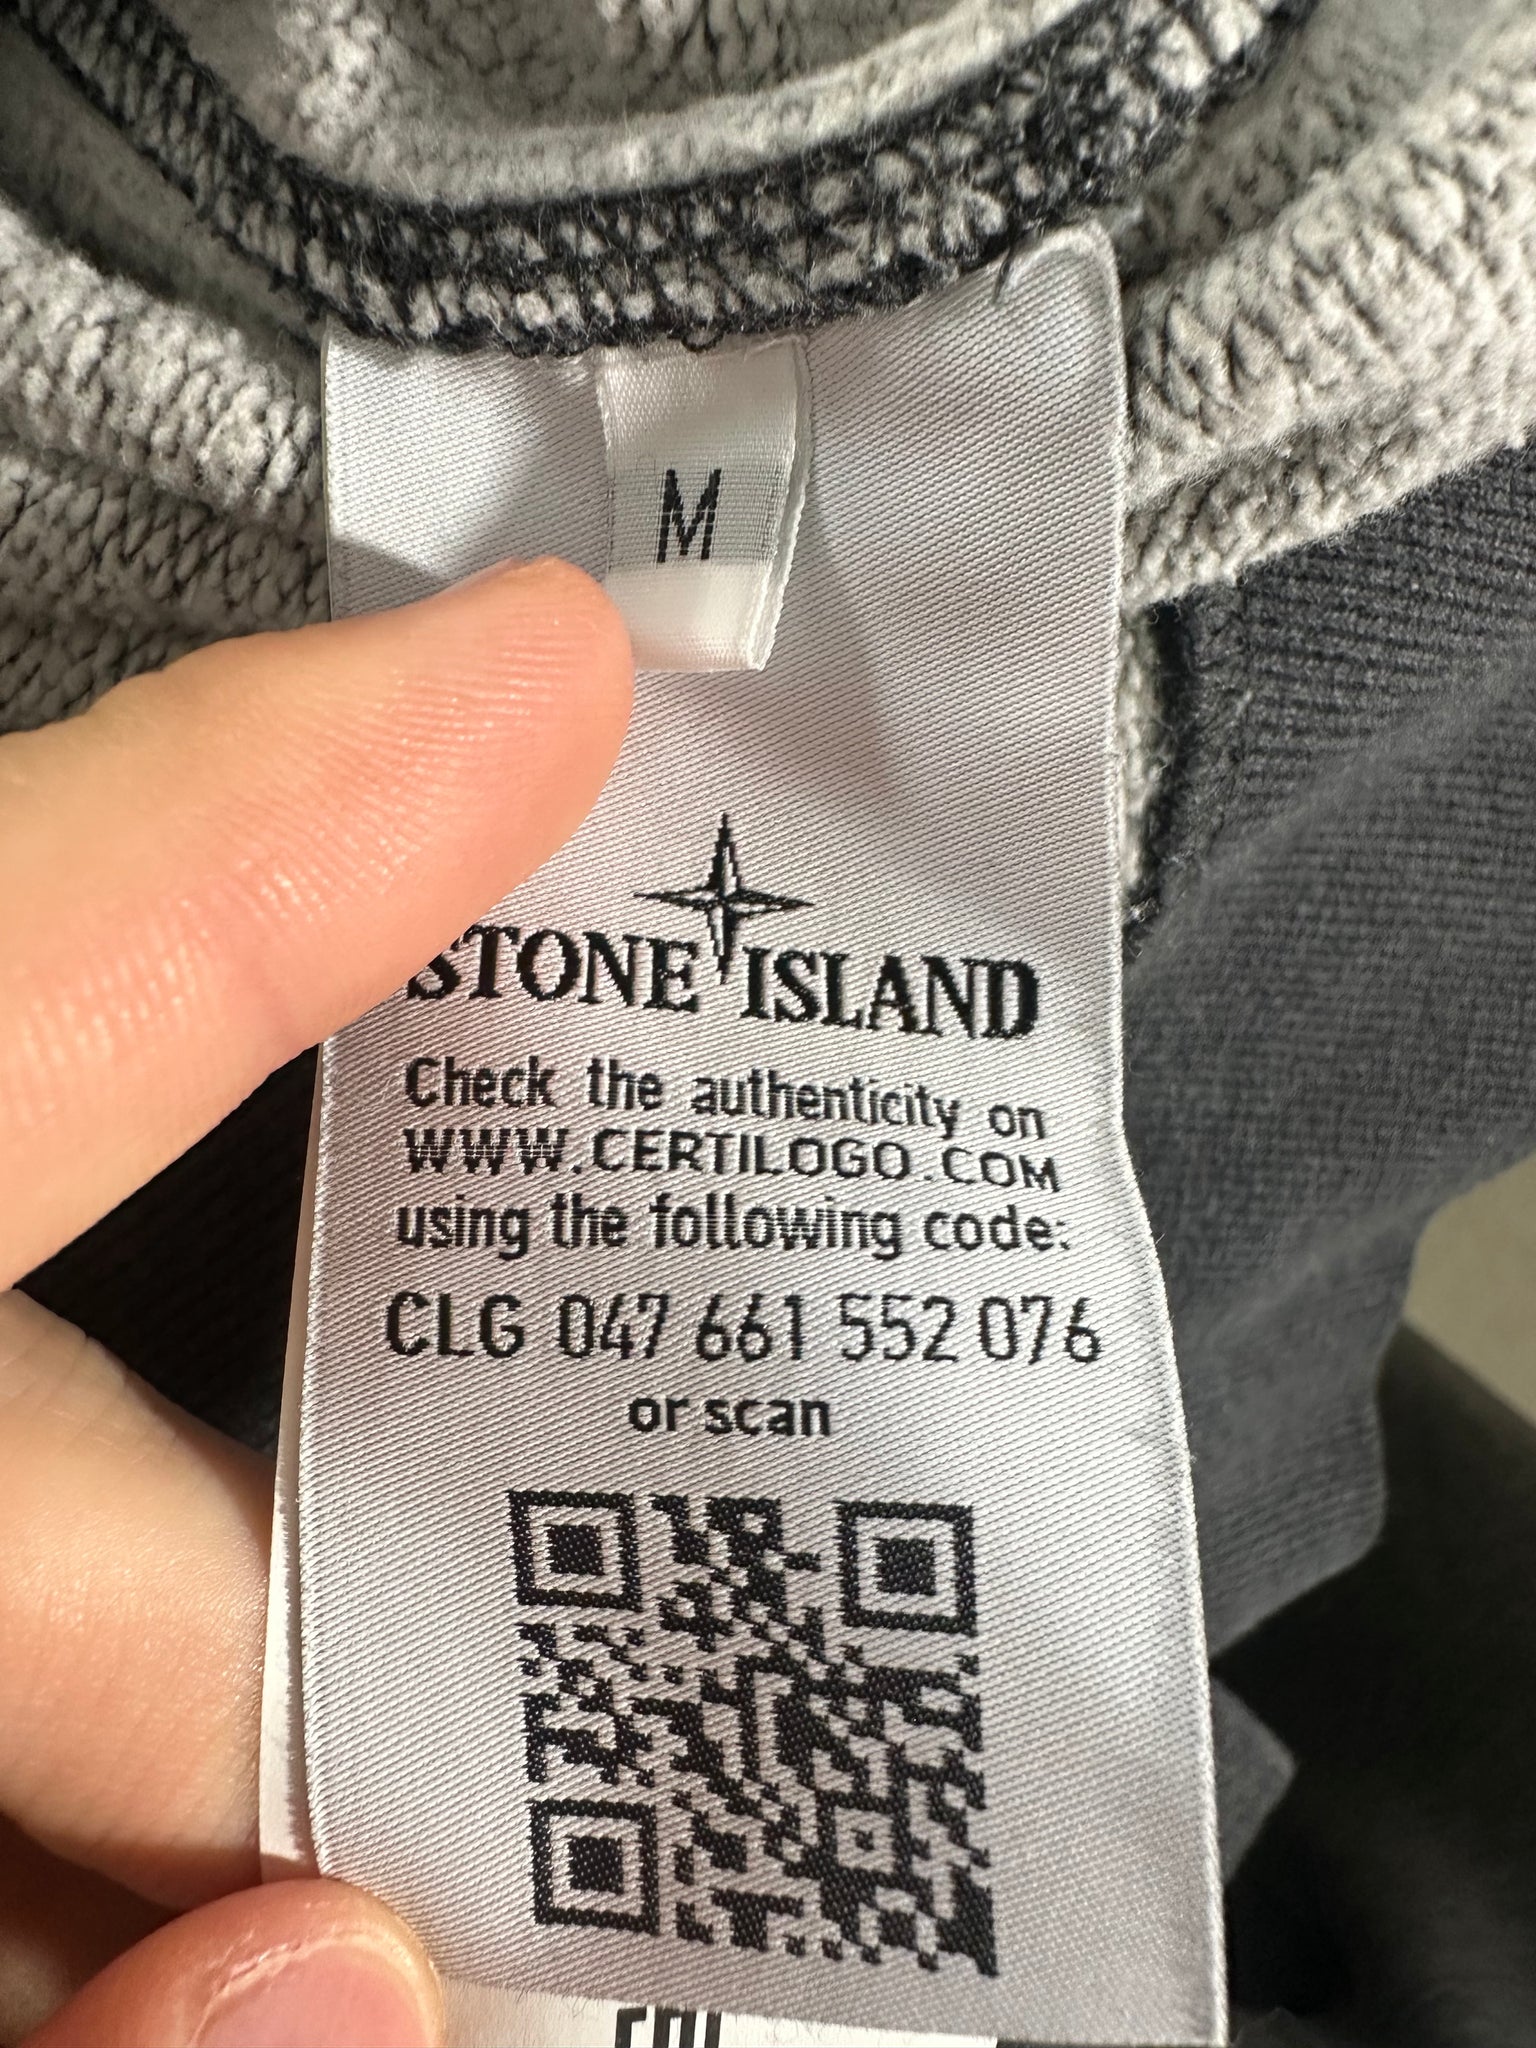 M
STONE ISLAND
Check the authenticity on
WWW.CERTILOGO.COM
using the following code:
CLG 047 661 552 076
or scan